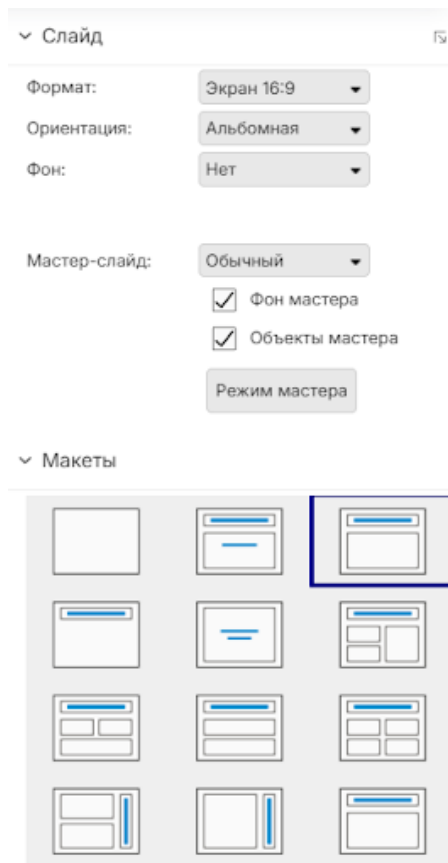 Слайд
Формат: Экран 16:9
Ориентация: Альбомная
Фон: Нет
Мастер-слайд: Обычный
Фон мастера
Объекты мастера
Режим мастера
Макеты